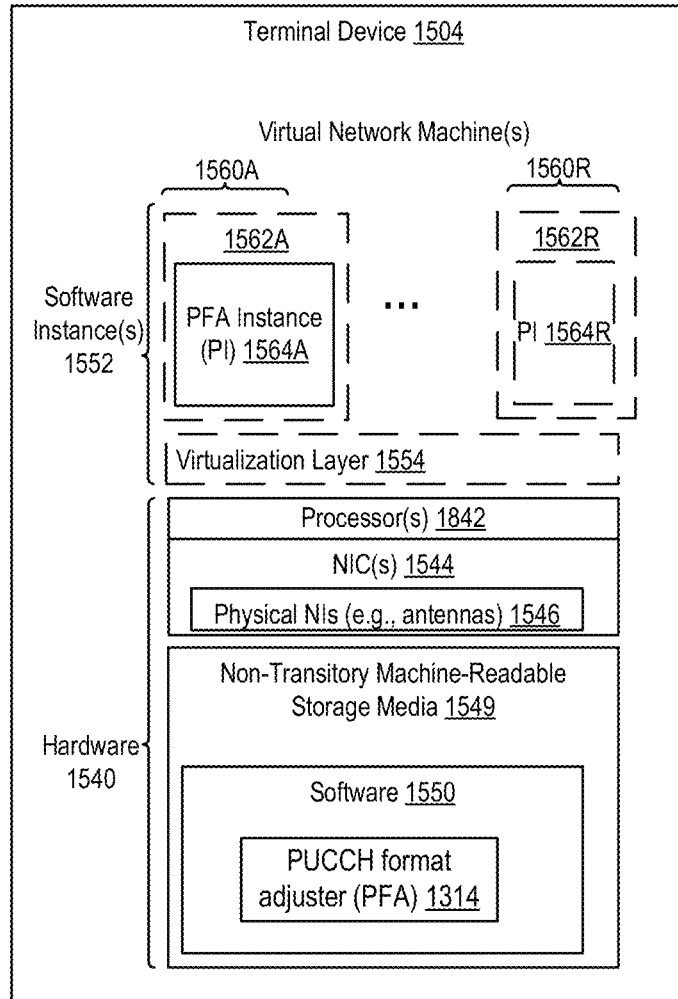 Terminal Device 1504
Virtual Network Machine(s)
1560A
1560R
1562A
1562R
Software
Instance(s)
1552
PFA Instance
(PI) 1564A
...
PI 1564R
Virtualization Layer 1554
Processor(s) 1842
NIC(s) 1544
Physical NIs (e.g., antennas) 1546
Hardware
1540
Non-Transitory Machine-Readable
Storage Media 1549
Software 1550
PUCCH format
adjuster (PFA) 1314